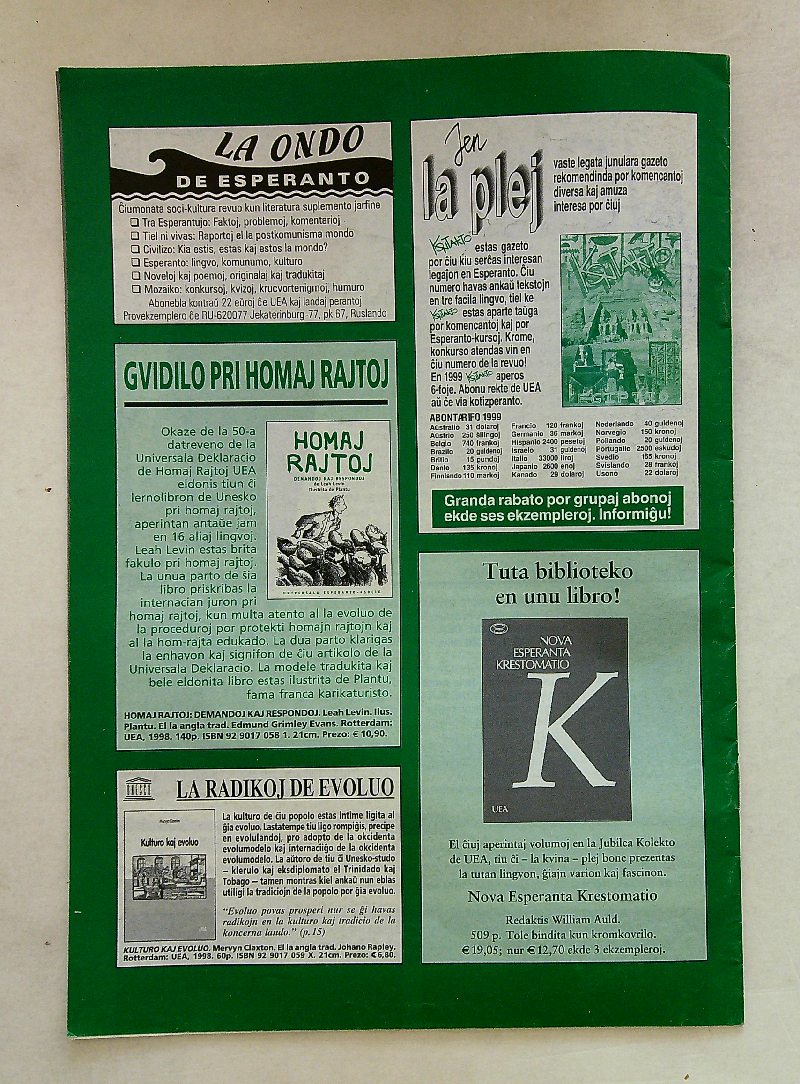 LA ONDO
DE ESPERANTO
Ĉiumonata soci-kultura revuo kun literatura suplemento jarfine
❏ Tra Esperantujo: Faktoj, problemoj, komentarioj
❏ Tiel ni vivas: Raportoj el la postkomunisma mondo
❏ Civilizo: Kia estis, estas kaj estos la mondo?
❏ Esperanto: lingvo, komunumo, kulturo
❏ Noveloj kaj poemoj, originalaj kaj tradukitaj
❏ Mozaiko: konkursoj, kvizoj, krucvortenigmoj, humuro
Abonebla kontraŭ 22 eŭroj ĉe UEA kaj landaj perantoj
Provekzemplero ĉe RU-620077 Jekaterinburg-77, pk 67, Ruslando
GVIDILO PRI HOMAJ RAJTOJ
Okaze de la 50-a
datreveno de la
Universala Deklaracio
de Homaj Rajtoj UEA
eldonis tiun ĉi
lernolibron de Unesko
pri homaj rajtoj,
aperintan antaŭe jam
en 16 aliaj lingvoj.
Leah Levin estas brita
fakulo pri homaj rajtoj.
La unua parto de ŝia
libro priskribas la
internacian juron pri
homaj rajtoj, kun multa atento al la evoluo de
la proceduroj por protekti homajn rajtojn kaj
al la hom-rajta edukado. La dua parto klarigas
la enhavon kaj signifon de ĉiu artikolo de la
Universala Deklaracio. La modele tradukita kaj
bele eldonita libro estas ilustrita de Plantu,
fama franca karikaturisto.
HOMAJ
RAJTOJ
DEMANDOJ KAJ RESPONDOJ
de Leah Levin
Ilustrita de Plantu
UNIVERSALA ESPERANTO-ASOCIO
HOMAJ RAJTOJ: DEMANDOJ KAJ RESPONDOJ. Leah Levin. Ilus.
Plantu. El la angla trad. Edmund Grimley Evans. Rotterdam:
UEA, 1998. 140p. ISBN 92 9017 058 1. 21cm. Prezo: € 10,90.
UNESCO
LA RADIKOJ DE EVOLUO
Mervyn Claxton
Kulturo kaj evoluo
La kulturo de ĉiu popolo estas intime ligita al
ĝia evoluo. Lastatempe tiu ligo rompiĝis, precipe
en evolulandoj, pro adopto de la okcidenta
evolumodelo kaj internaciiĝo de la okcidenta
evolumodelo. La aŭtoro de tiu ĉi Unesko-studo
– klerulo kaj eksdiplomato el Trinidado kaj
Tobago – tamen montras kiel ankaŭ nun eblas
utiligi la tradiciojn de la popolo por ĝia evoluo.
“Evoluo povas prosperi nur se ĝi havas
radikojn en la kulturo kaj tradicio de la
koncerna lando.” (p.15)
KULTURO KAJ EVOLUO. Mervyn Claxton. El la angla trad. Johano Rapley.
Rotterdam: UEA, 1998. 60p. ISBN 92 9017 059 X. 21cm. Prezo: € 6,80.
Jen
la plej
vaste legata junulara gazeto
rekomendinda por komencantoj
diversa kaj amuza
interesa por ĉiuj
Kontakto estas gazeto
por ĉiu kiu serĉas interesan
legaĵon en Esperanto. Ĉiu
numero havas ankaŭ tekstojn
en tre facila lingvo, tiel ke
Kontakto estas aparte taŭga
por komencantoj kaj por
Esperanto-kursoj. Krome,
konkurso atendas vin en
ĉiu numero de la revuo!
En 1999 Kontakto aperos
6-foje. Abonu rekte de UEA
aŭ ĉe via kotizperanto.
Kontakto
ABONTARIFO 1999
Aŭstralio 31 dolaroj
Aŭstrio 250 ŝilingoj
Belgio 740 frankoj
Brazilo 20 guldenoj
Britio 15 pundoj
Danio 135 kronoj
Finnlando 110 markoj
Francio 120 frankoj
Germanio 36 markoj
Hispanio 2400 pesetoj
Israelo 31 guldenoj
Italio 33000 liroj
Japanio 2600 enoj
Kanado 29 dolaroj
Nederlando 40 guldenoj
Norvegio 150 kronoj
Pollando 20 guldenoj
Portugalio 2500 eskudoj
Svedio 155 kronoj
Svislando 28 frankoj
Usono 22 dolaroj
Granda rabato por grupaj abonoj
ekde ses ekzempleroj. Informiĝu!
Tuta biblioteko
en unu libro!
NOVA
ESPERANTA
KRESTOMATIO
K
UEA
El ĉiuj aperintaj volumoj en la Jubilea Kolekto
de UEA, tiu ĉi – la kvina – plej bone prezentas
la tutan lingvon, ĝiajn varion kaj fascinon.
Nova Esperanta Krestomatio
Redaktis William Auld.
509 p. Tole bindita kun kromkovrilo.
€ 19,05; nur € 12,70 ekde 3 ekzempleroj.